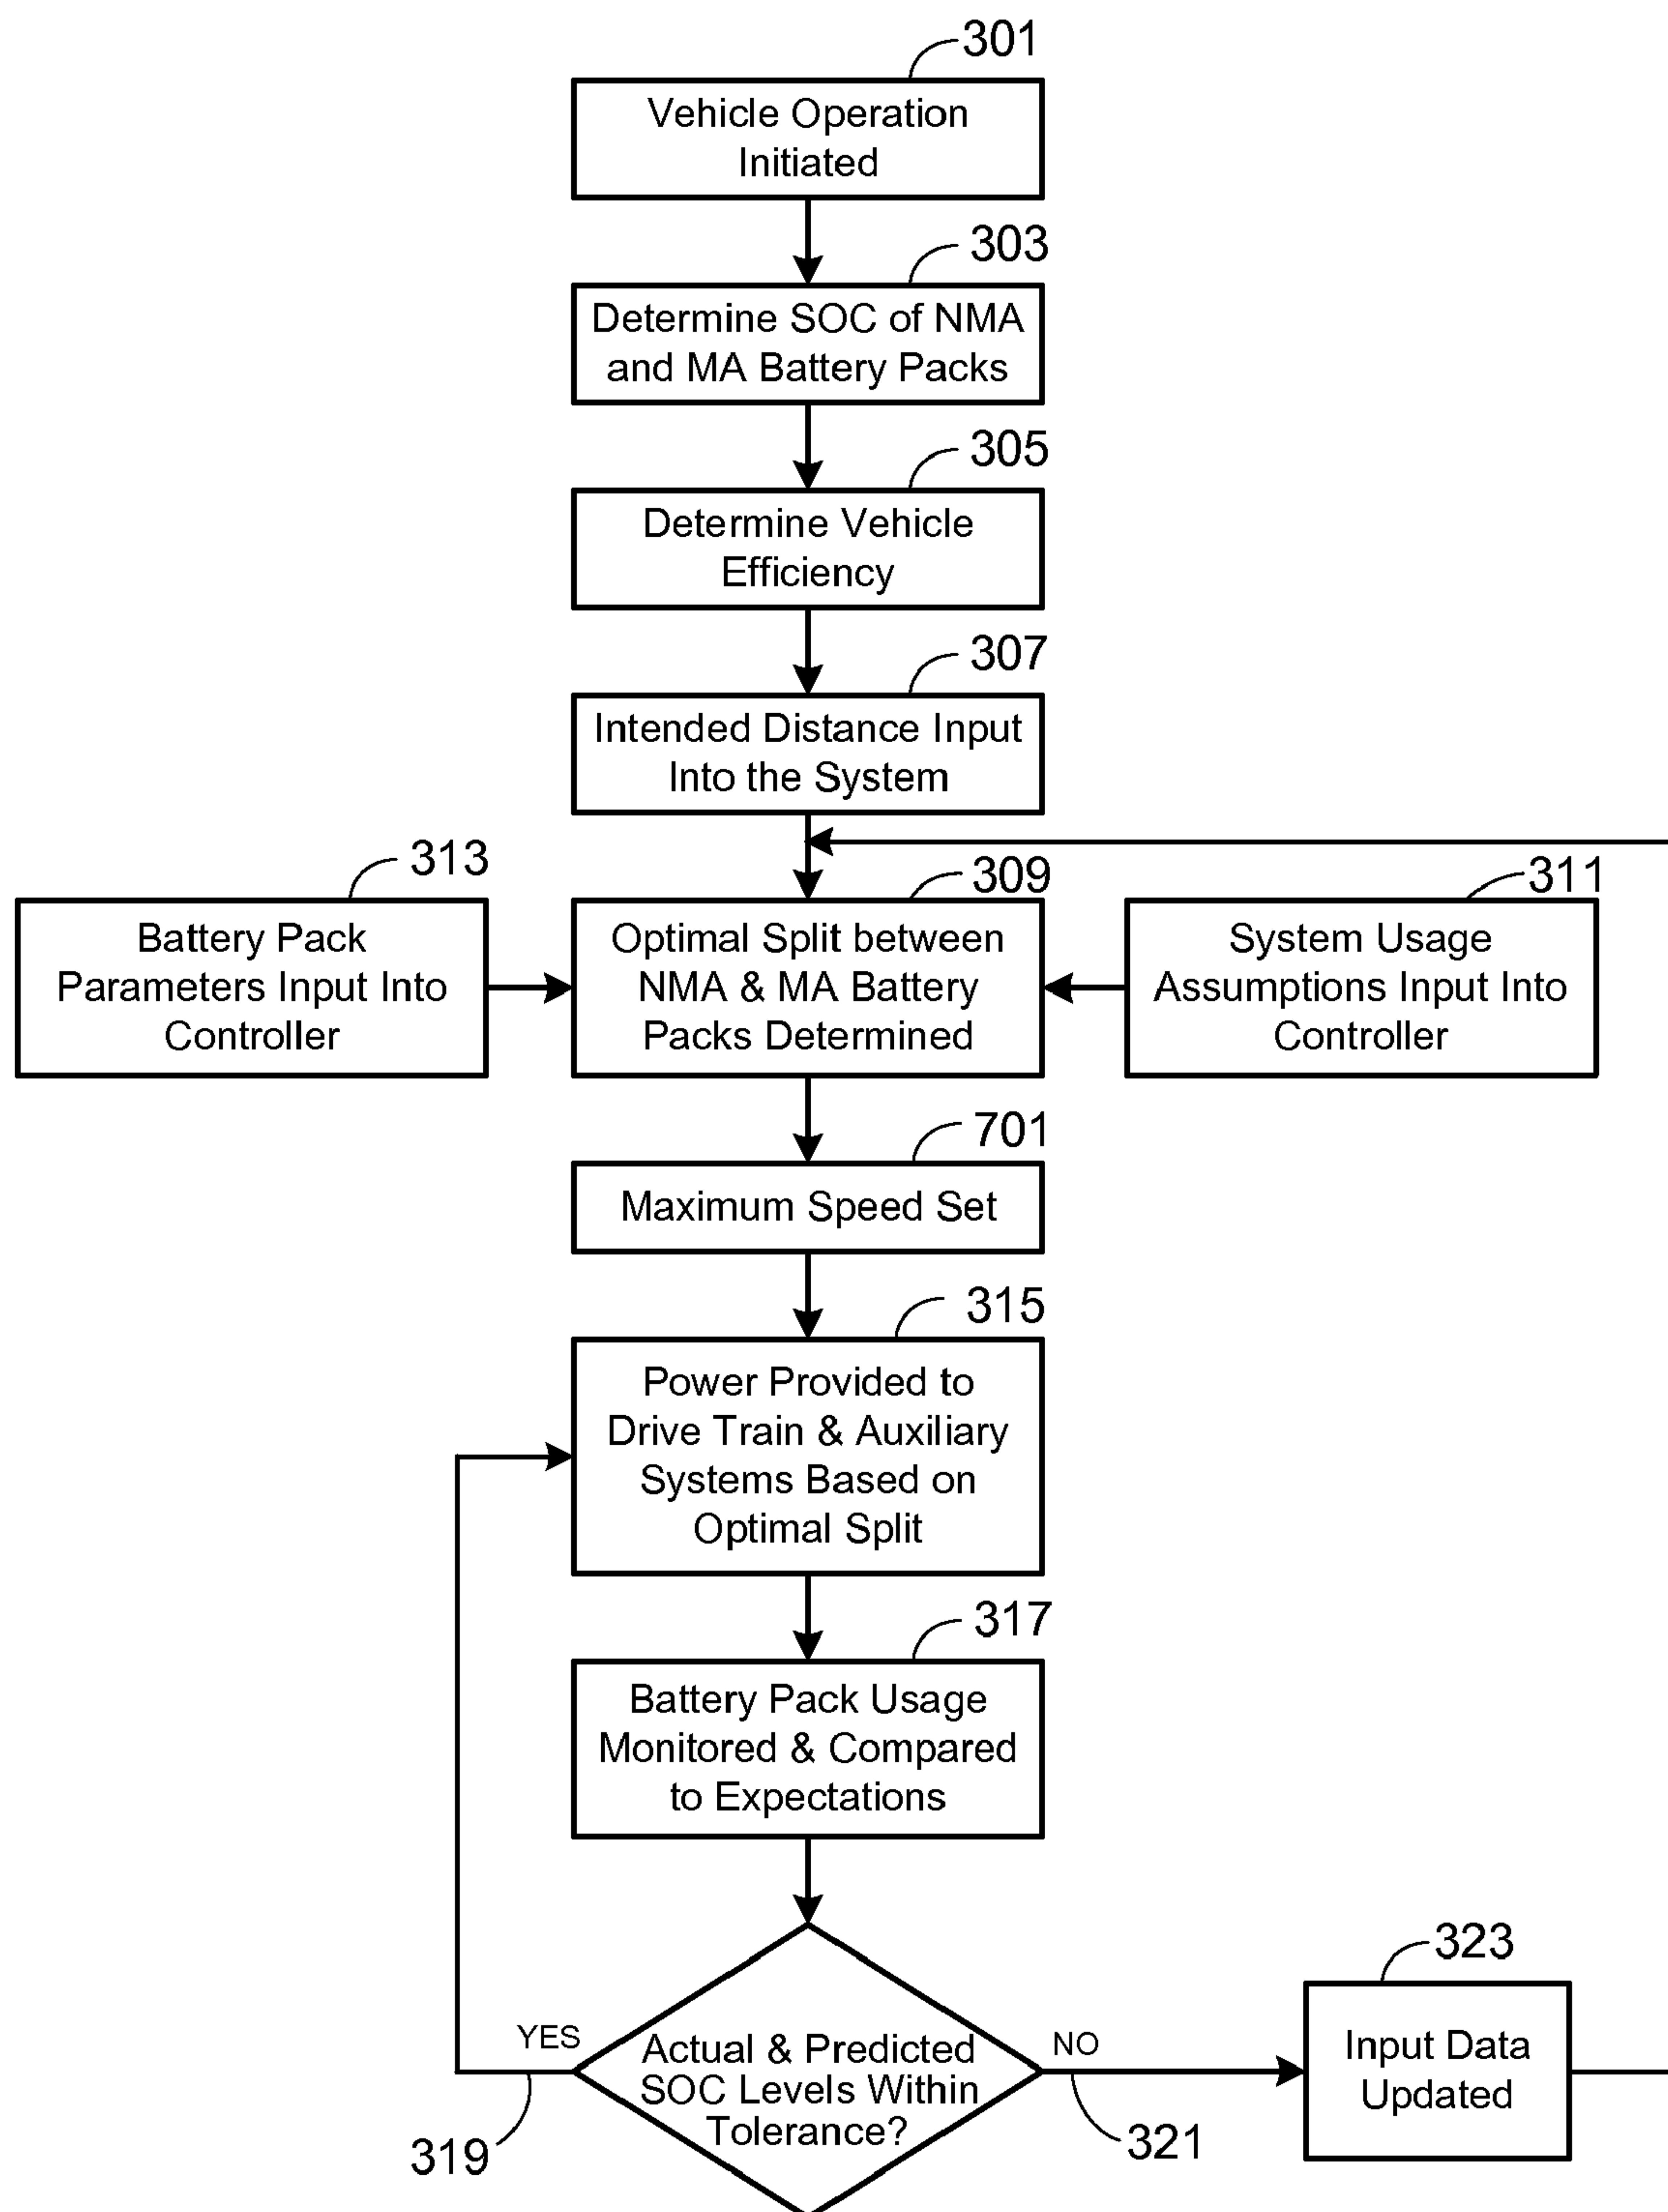 301
Vehicle Operation
Initiated
303
Determine SOC of NMA
and MA Battery Packs
305
Determine Vehicle
Efficiency
307
Intended Distance Input
Into the System
313
Battery Pack
Parameters Input Into
Controller
309
Optimal Split between
NMA & MA Battery
Packs Determined
311
System Usage
Assumptions Input Into
Controller
701
Maximum Speed Set
315
Power Provided to
Drive Train & Auxiliary
Systems Based on
Optimal Split
317
Battery Pack Usage
Monitored & Compared
to Expectations
YES
319
Actual & Predicted
SOC Levels Within
Tolerance?
NO
321
323
Input Data
Updated